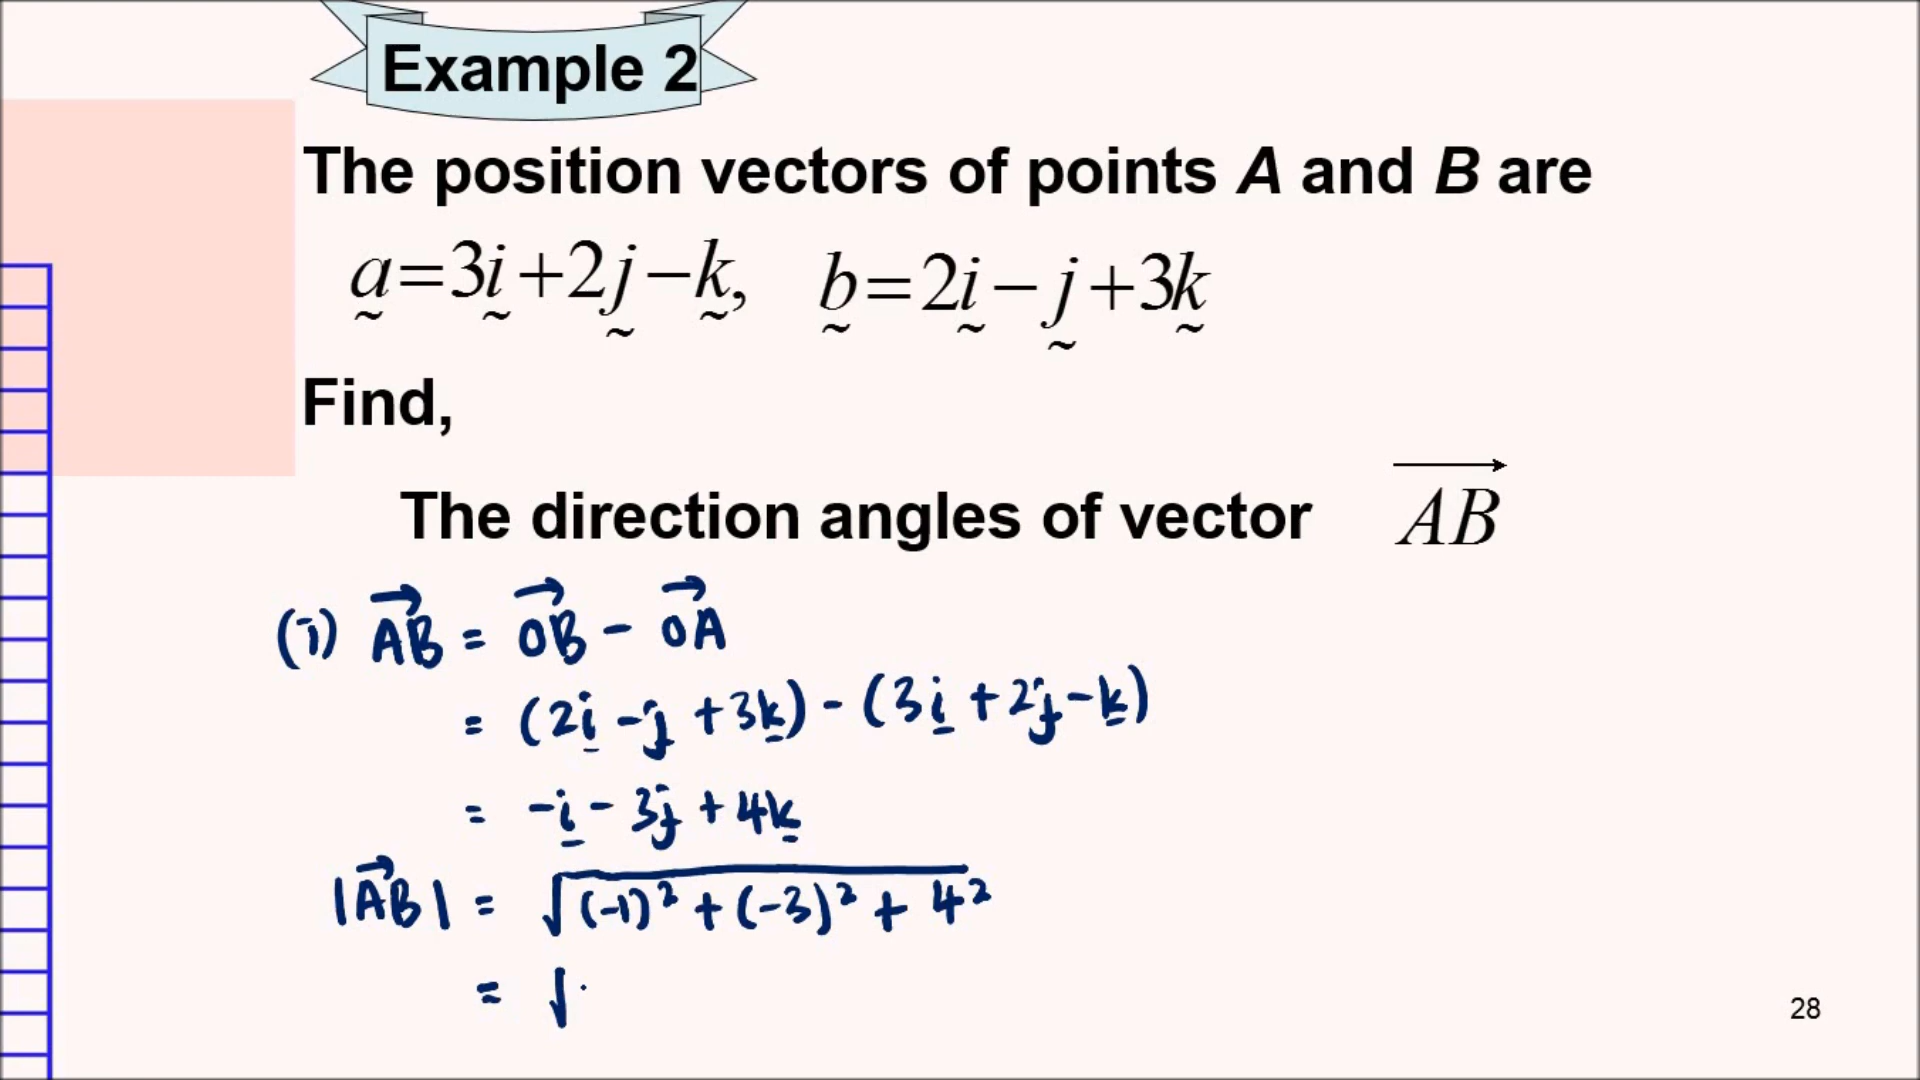 Example 2
The position vectors of points A and B are
a=3i+2j−k, b=2i−j+3k
Find,
The direction angles of vector AB
(i) AB = OB − OA
= (2i − j + 3k) − (3i + 2j − k)
= −i − 3j + 4k
|AB| = √(-1)² + (-3)² + 4²
= √
28